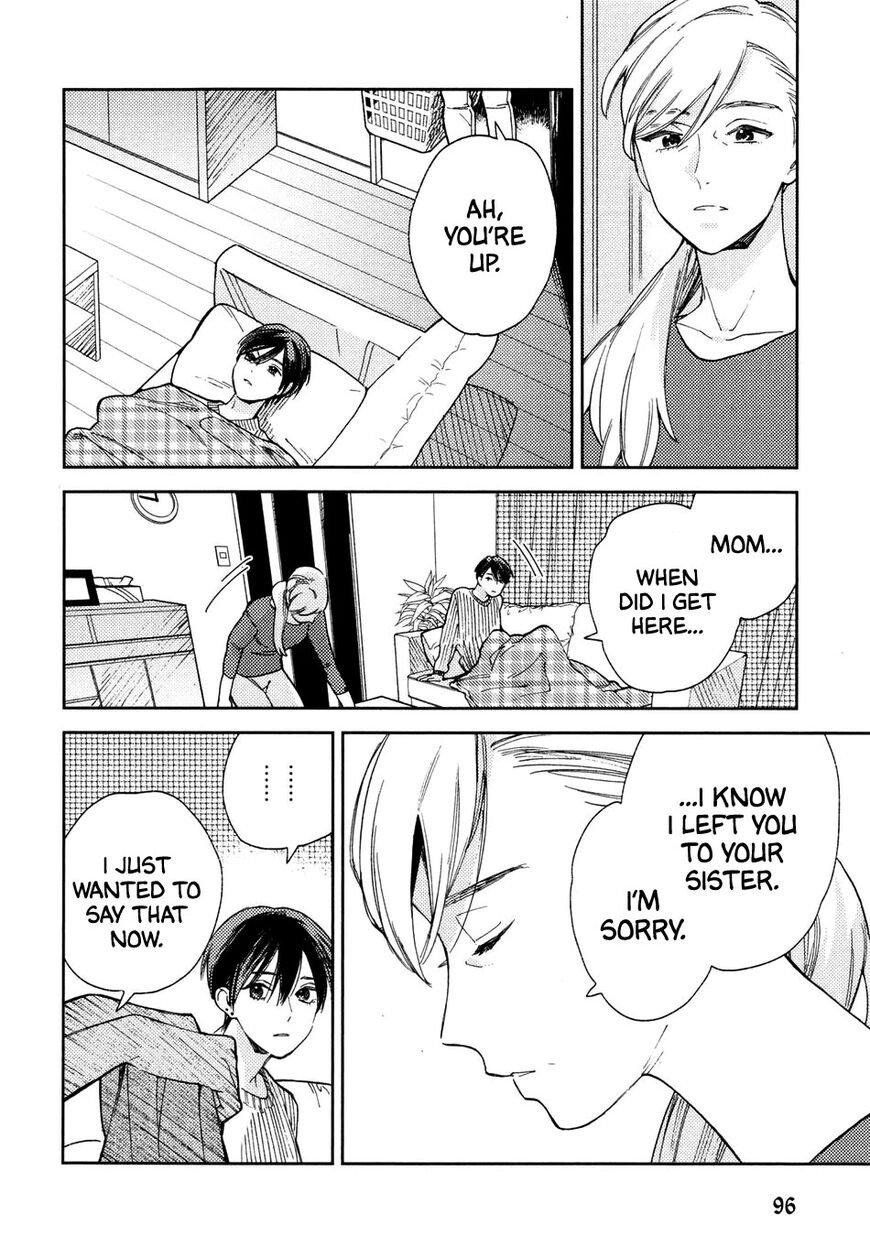 AH,
YOU'RE
UP.
MOM...
WHEN
DID I GET
HERE...
...I KNOW
I LEFT YOU
TO YOUR
SISTER.
I'M
SORRY.
......
I JUST
WANTED TO
SAY THAT
NOW.
96